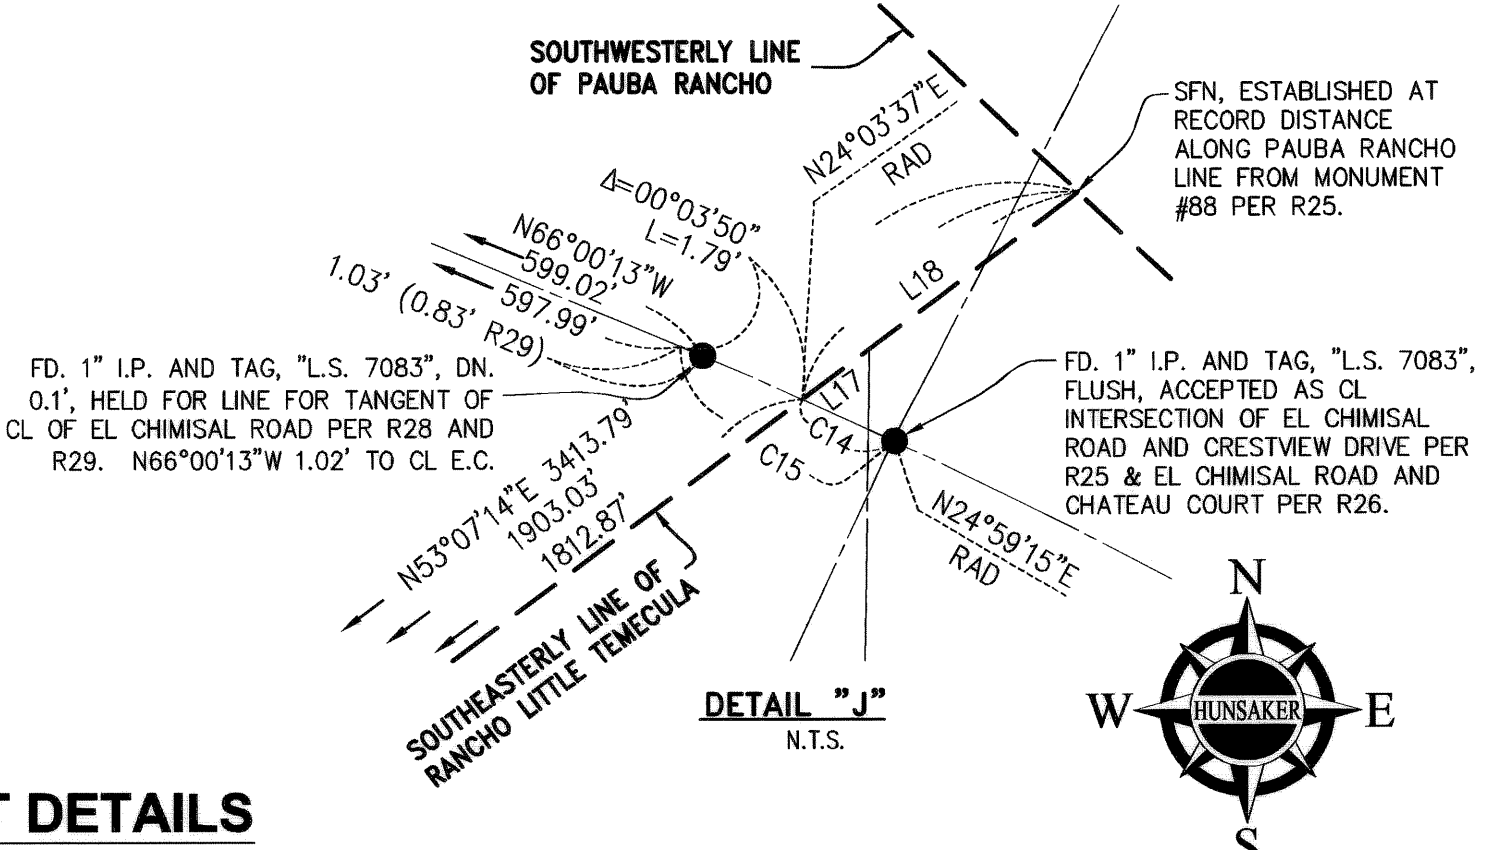 SOUTHWESTERLY LINE
OF PAUBA RANCHO
N24°03'37"E
RAD
SFN, ESTABLISHED AT
RECORD DISTANCE
ALONG PAUBA RANCHO
LINE FROM MONUMENT
#88 PER R25.
Δ=00°03'50"
L=1.79'
N66°00'13"W
599.02'
597.99'
1.03' (0.83' R29)
L18
FD. 1" I.P. AND TAG, "L.S. 7083", DN.
0.1', HELD FOR LINE FOR TANGENT OF
CL OF EL CHIMISAL ROAD PER R28 AND
R29. N66°00'13"W 1.02' TO CL E.C.
L17
C14
C15
FD. 1" I.P. AND TAG, "L.S. 7083",
FLUSH, ACCEPTED AS CL
INTERSECTION OF EL CHIMISAL
ROAD AND CRESTVIEW DRIVE PER
R25 & EL CHIMISAL ROAD AND
CHATEAU COURT PER R26.
N53°07'14"E 3413.79'
1903.03'
1812.87'
N24°59'15"E
RAD
SOUTHEASTERLY LINE OF
RANCHO LITTLE TEMECULA
DETAIL "J"
N.T.S.
N
W
HUNSAKER
E
S
T DETAILS